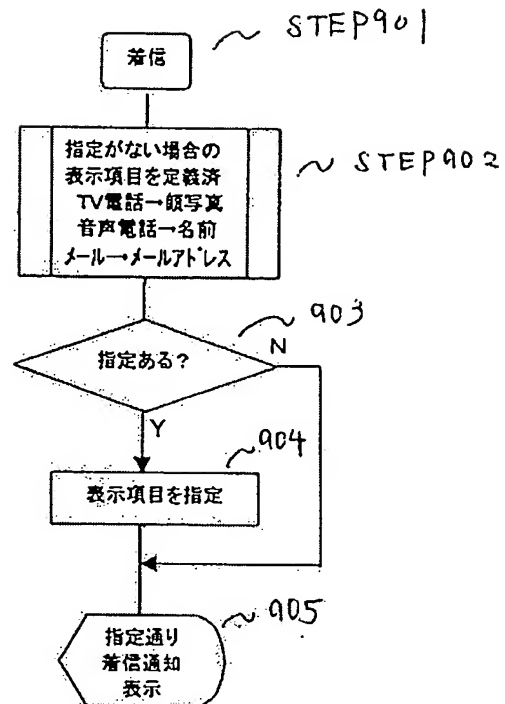 着信
STEP901
指定がない場合の
表示項目を定義済
TV電話→顔写真
音声電話→名前
メール→メールアドレス
STEP902
903
指定ある?
N
Y
904
表示項目を指定
905
指定通り
着信通知
表示